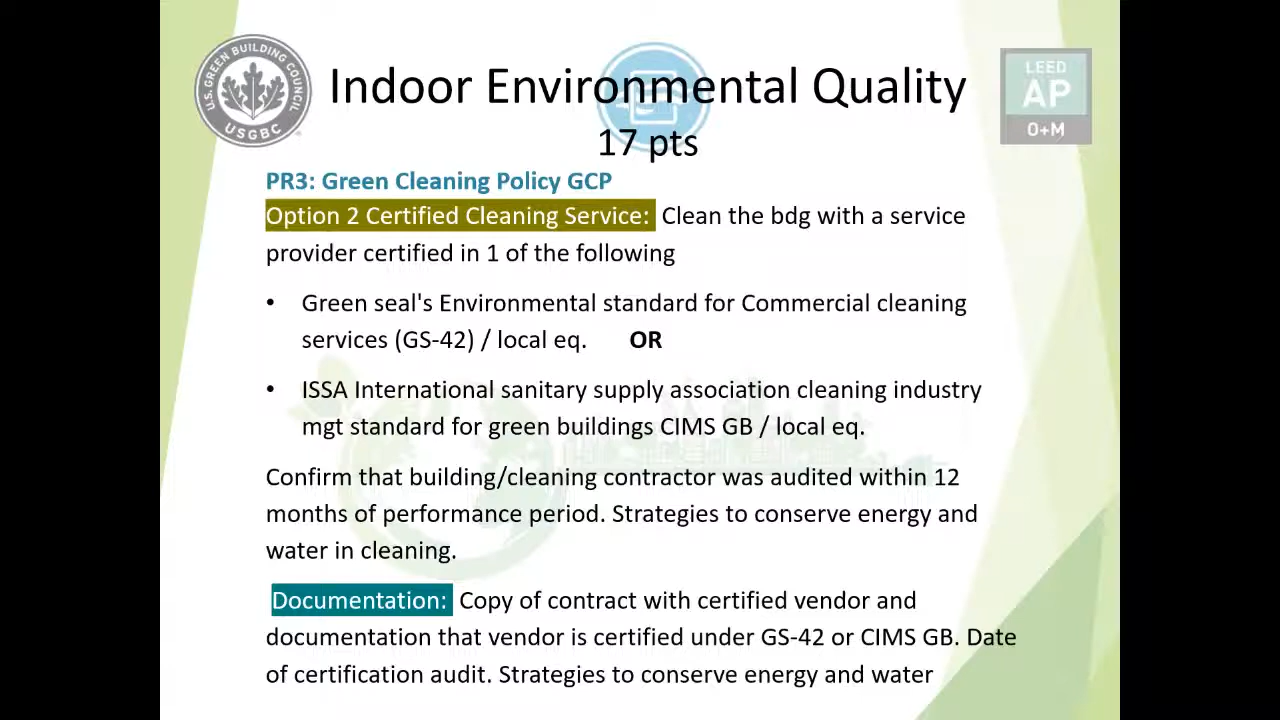 U.S. GREEN BUILDING COUNCIL
USGBC
Indoor Environmental Quality
17 pts
LEED
AP
O+M
PR3: Green Cleaning Policy GCP
Option 2 Certified Cleaning Service: Clean the bdg with a service
provider certified in 1 of the following
• Green seal's Environmental standard for Commercial cleaning
services (GS-42) / local eq. OR
• ISSA International sanitary supply association cleaning industry
mgt standard for green buildings CIMS GB / local eq.
Confirm that building/cleaning contractor was audited within 12
months of performance period. Strategies to conserve energy and
water in cleaning.
Documentation: Copy of contract with certified vendor and
documentation that vendor is certified under GS-42 or CIMS GB. Date
of certification audit. Strategies to conserve energy and water